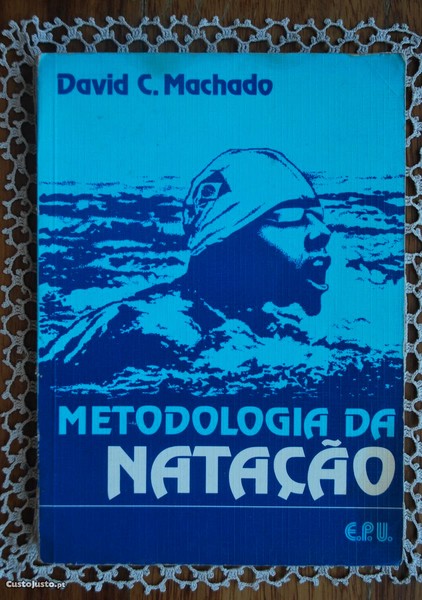 David C. Machado
METODOLOGIA DA
NATAÇÃO
E.P.U.
CustoJusto.pt